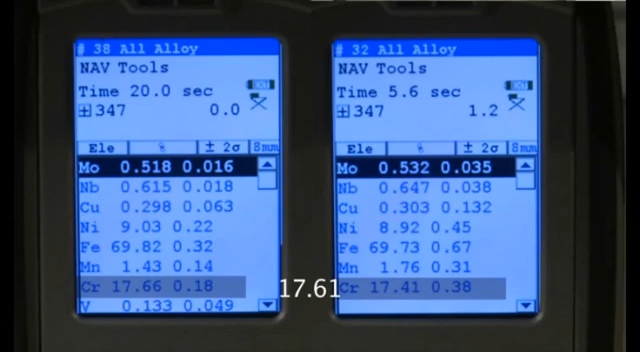 # 38 All Alloy
NAV Tools
Time 20.0 sec
347 0.0
Ele % ± 2σ 8mm
Mo 0.518 0.016
Nb 0.615 0.018
Cu 0.298 0.063
Ni 9.03 0.22
Fe 69.82 0.32
Mn 1.43 0.14
Cr 17.66 0.18
V 0.133 0.049
17.61
# 32 All Alloy
NAV Tools
Time 5.6 sec
347 1.2
Ele % ± 2σ 8mm
Mo 0.532 0.035
Nb 0.647 0.038
Cu 0.303 0.132
Ni 8.92 0.45
Fe 69.73 0.67
Mn 1.76 0.31
Cr 17.41 0.38